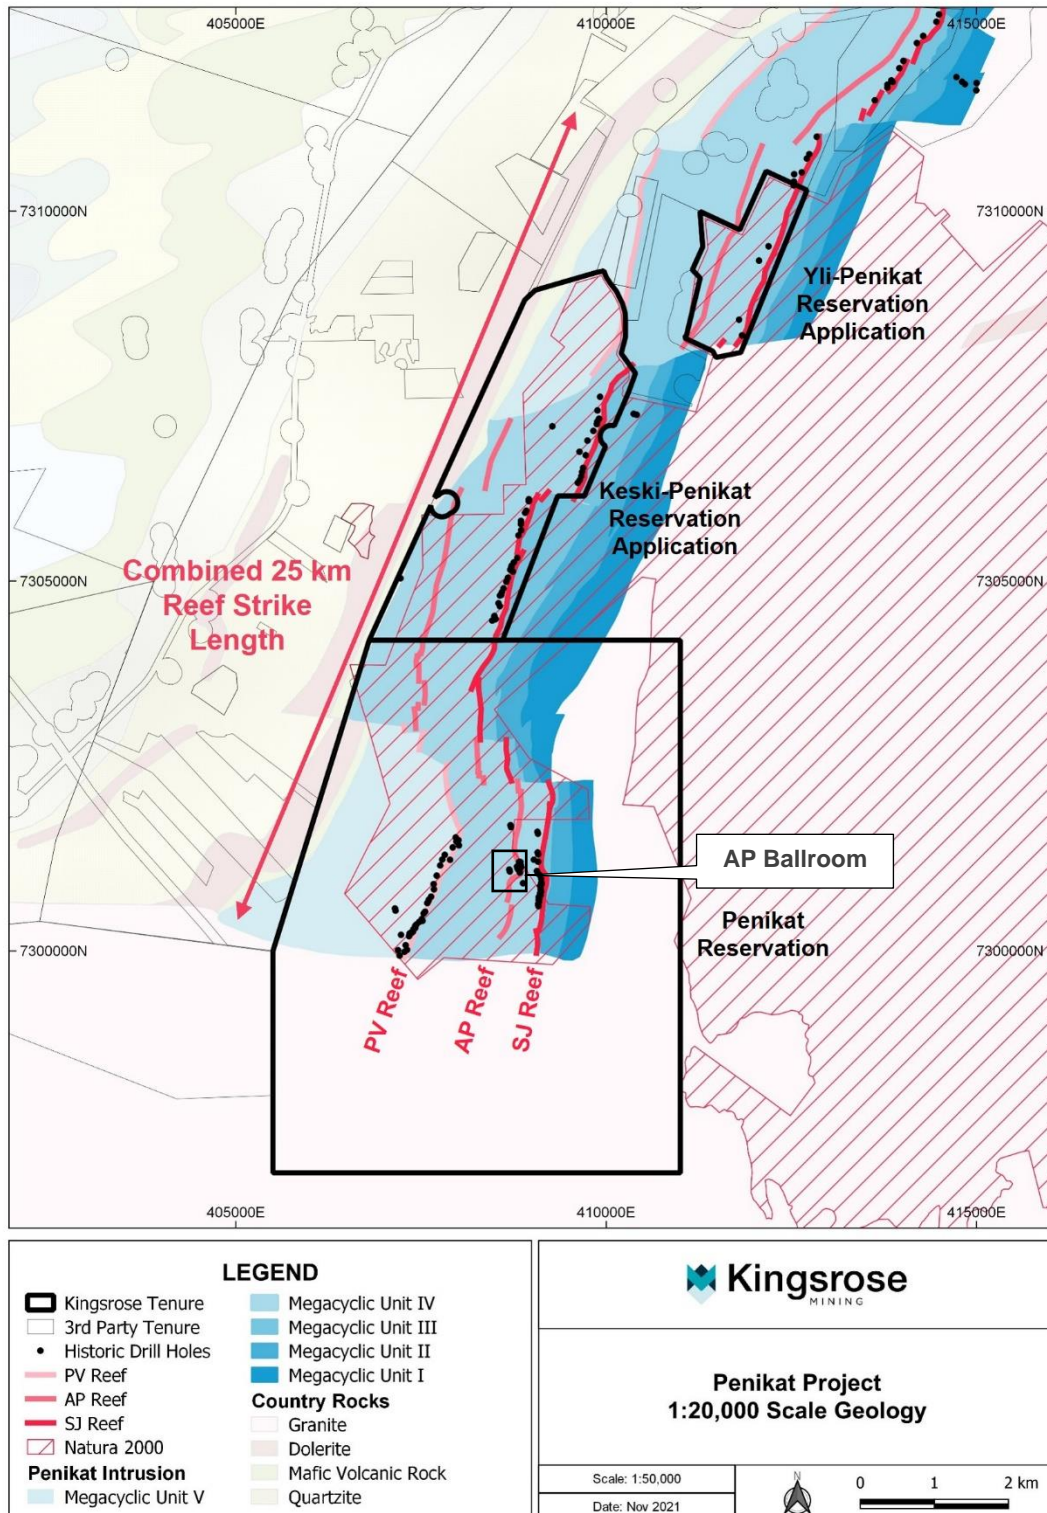 405000E
410000E
415000E
7310000N
7310000N
Yli-Penikat
Reservation
Application
Keski-Penikat
Reservation
Application
Combined 25 km
Reef Strike
Length
7305000N
7305000N
AP Ballroom
Penikat
Reservation
7300000N
7300000N
PV Reef
AP Reef
SJ Reef
405000E
410000E
415000E
LEGEND
Kingsrose Tenure
3rd Party Tenure
Historic Drill Holes
PV Reef
AP Reef
SJ Reef
Natura 2000
Penikat Intrusion
Megacyclic Unit V
Megacyclic Unit IV
Megacyclic Unit III
Megacyclic Unit II
Megacyclic Unit I
Country Rocks
Granite
Dolerite
Mafic Volcanic Rock
Quartzite
Kingsrose
MINING
Penikat Project
1:20,000 Scale Geology
Scale: 1:50,000
Date: Nov 2021
N
0 1 2 km